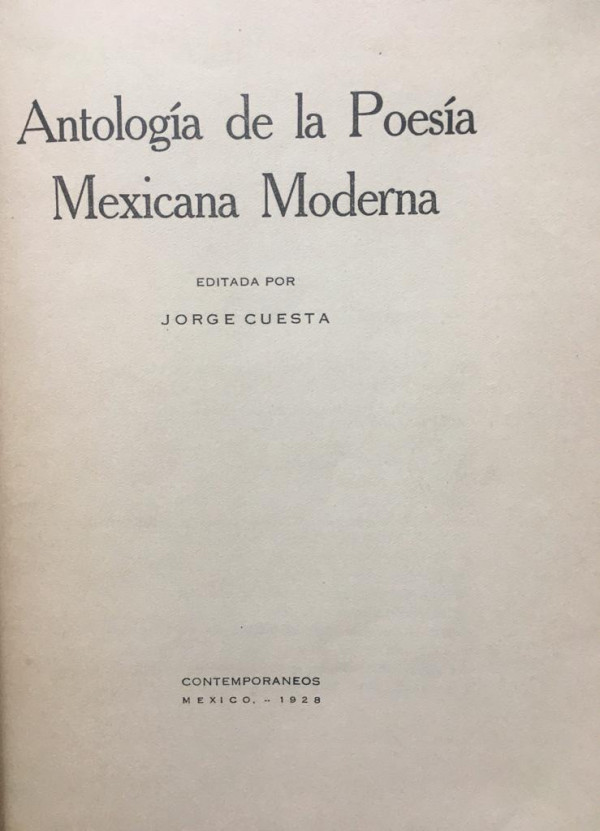 Antología de la Poesía
Mexicana Moderna
EDITADA POR
JORGE CUESTA
CONTEMPORANEOS
MEXICO, -- 1928